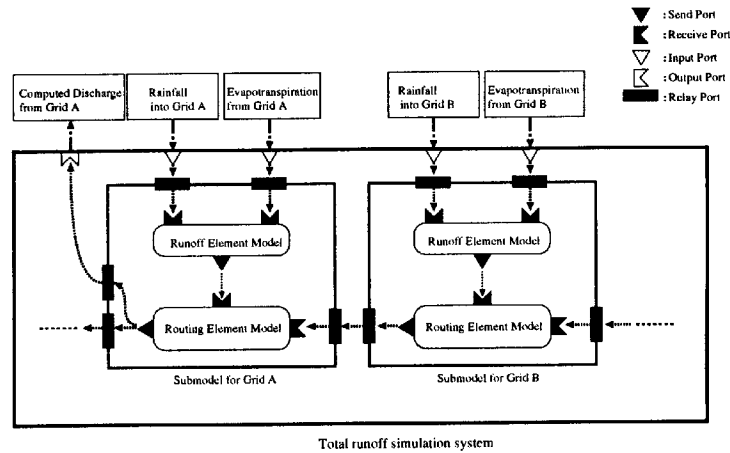 : Send Port
: Receive Port
: Input Port
: Output Port
: Relay Port
Computed Discharge
from Grid A
Rainfall
into Grid A
Evapotranspiration
from Grid A
Rainfall
into Grid B
Evapotranspiration
from Grid B
Runoff Element Model
Runoff Element Model
Routing Element Model
Routing Element Model
Submodel for Grid A
Submodel for Grid B
Total runoff simulation system